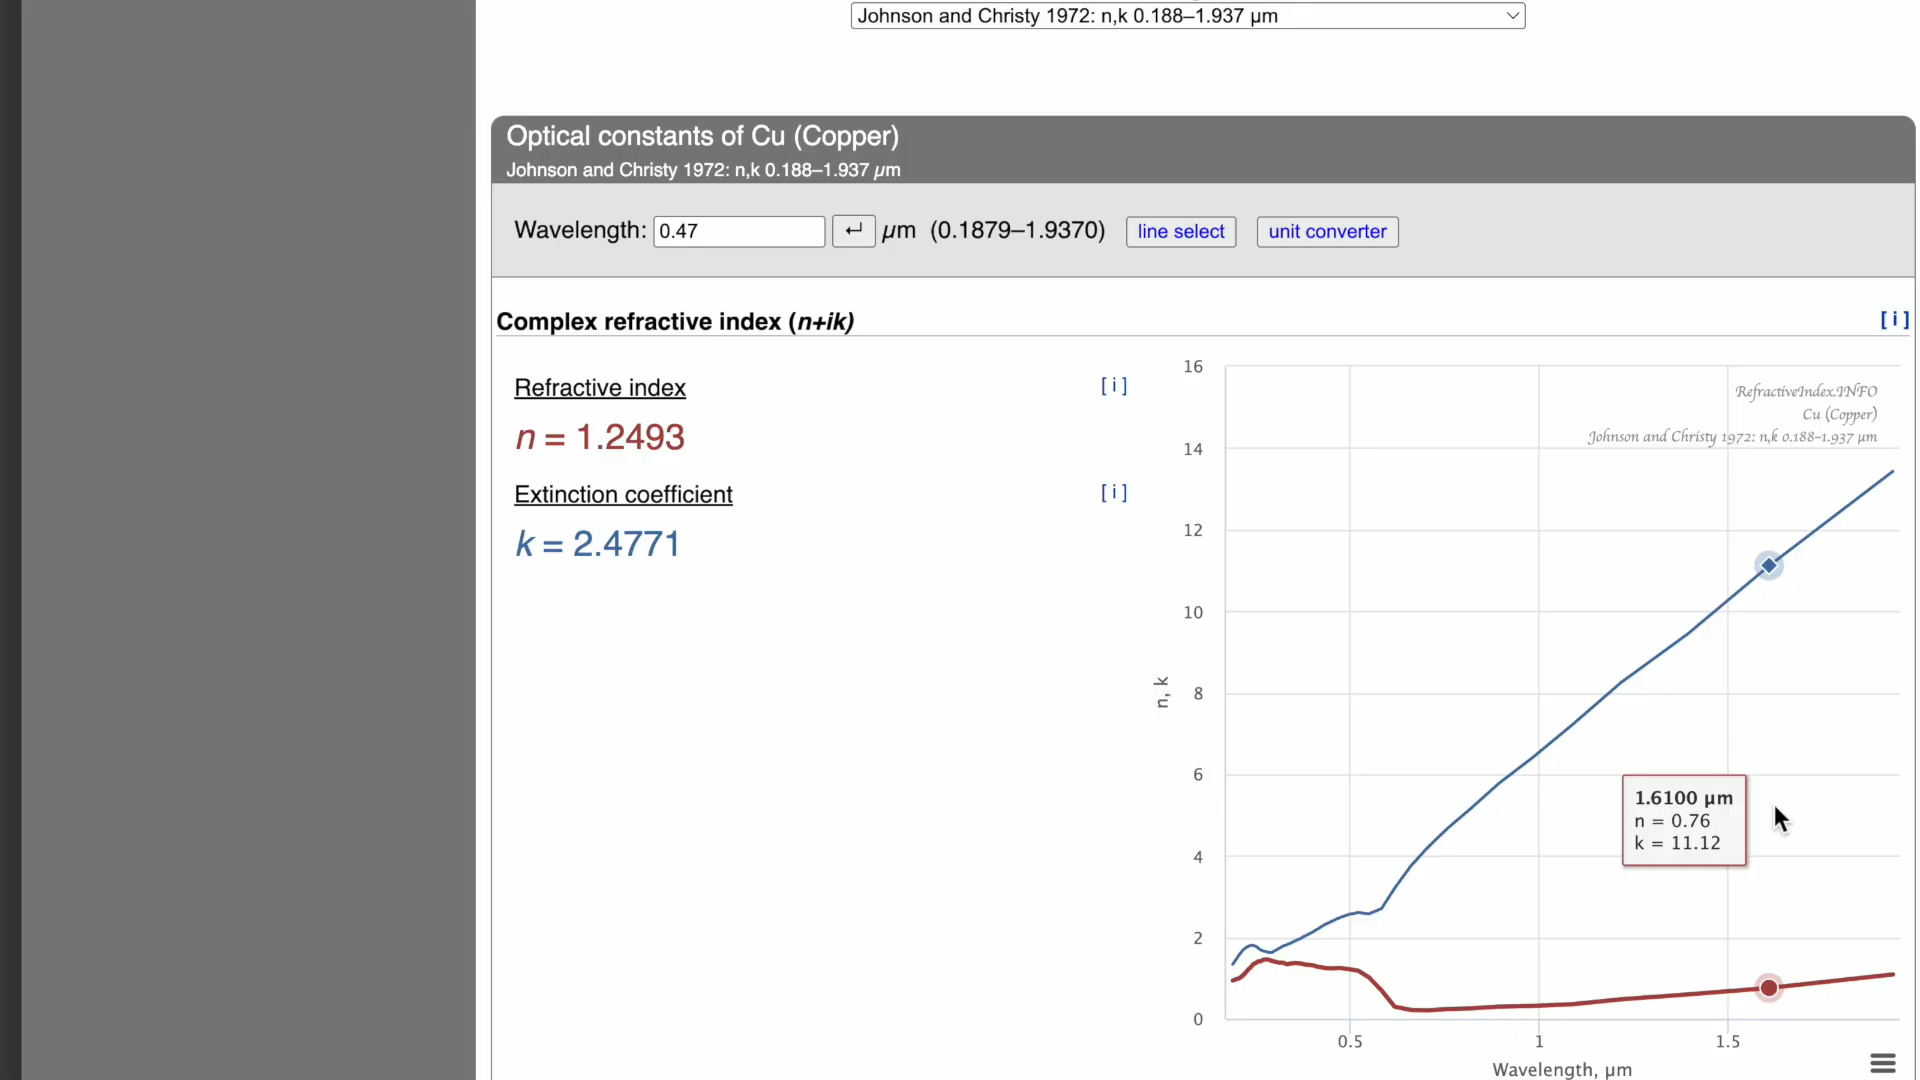 Johnson and Christy 1972: n,k 0.188–1.937 µm
Optical constants of Cu (Copper)
Johnson and Christy 1972: n,k 0.188–1.937 µm
Wavelength: 0.47 µm (0.1879–1.9370) line select unit converter
Complex refractive index (n+ik) [ i ]
Refractive index [ i ]
n = 1.2493
Extinction coefficient [ i ]
k = 2.4771
16
14
12
10
8
6
4
2
0
n, k
RefractiveIndex.INFO
Cu (Copper)
Johnson and Christy 1972: n,k 0.188–1.937 µm
1.6100 µm
n = 0.76
k = 11.12
0.5 1 1.5
Wavelength, µm